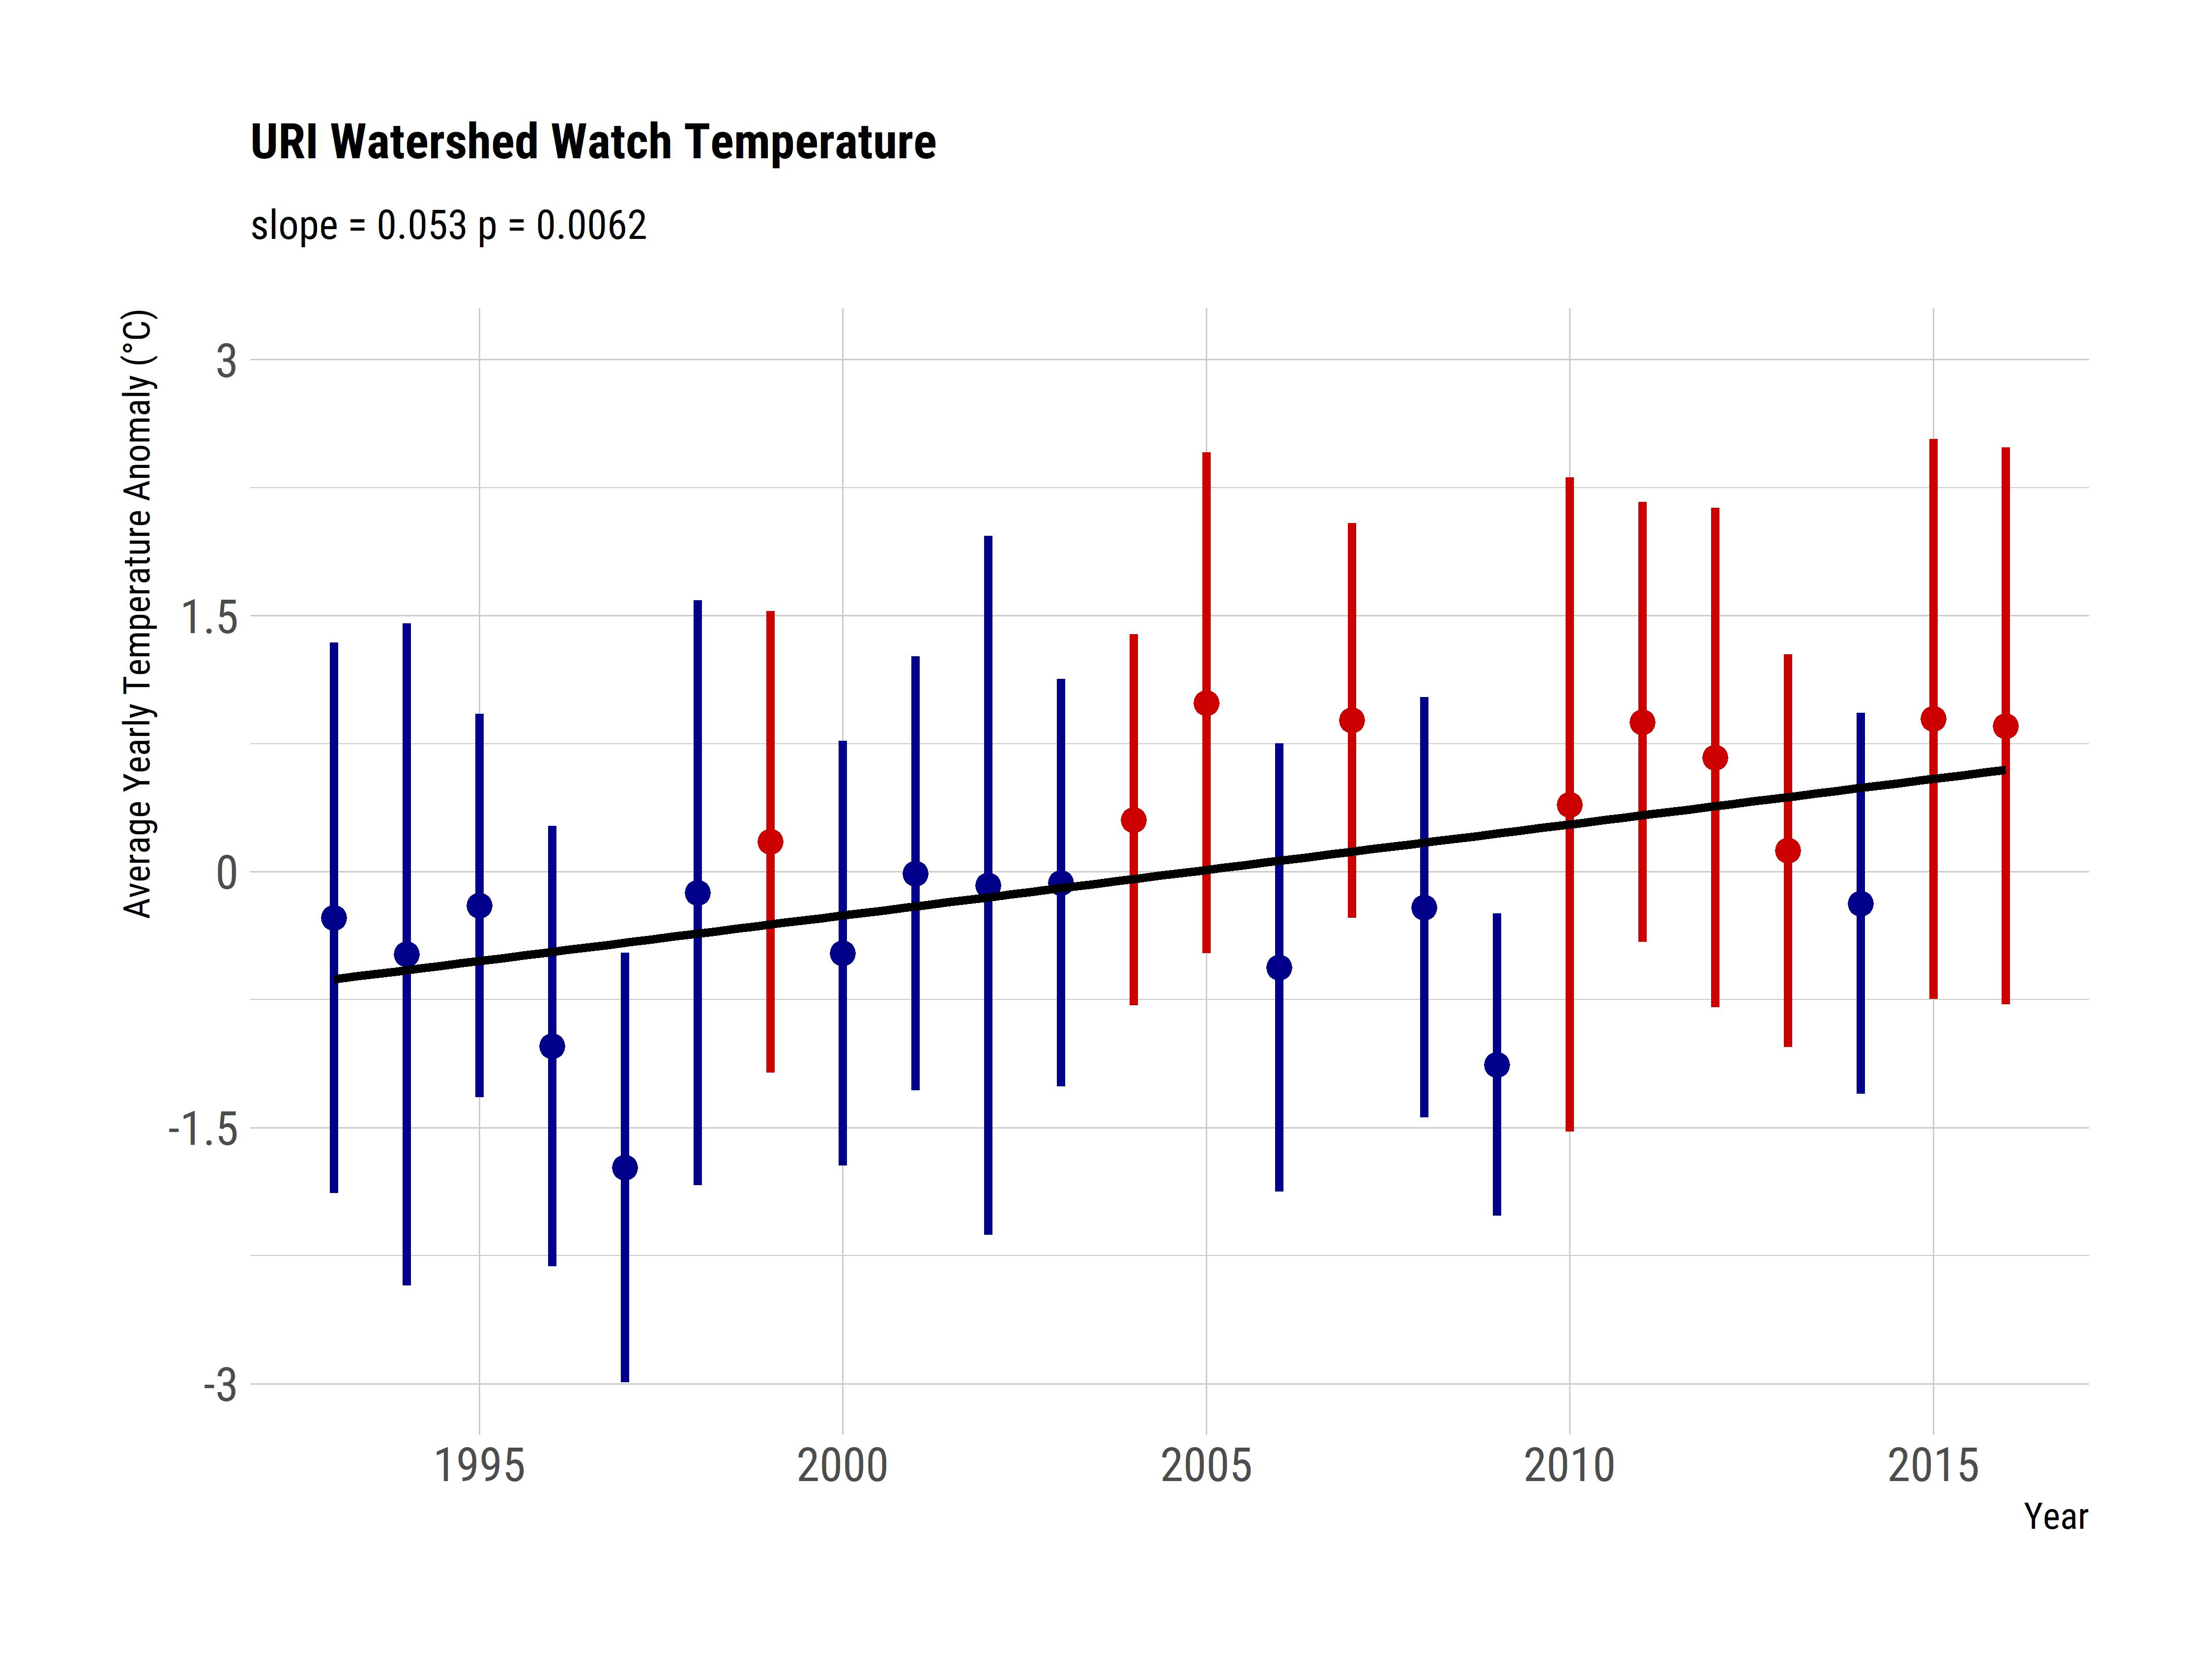 URI Watershed Watch Temperature
slope = 0.053 p = 0.0062
Average Yearly Temperature Anomaly (°C)
3
1.5
0
-1.5
-3
1995 2000 2005 2010 2015
Year